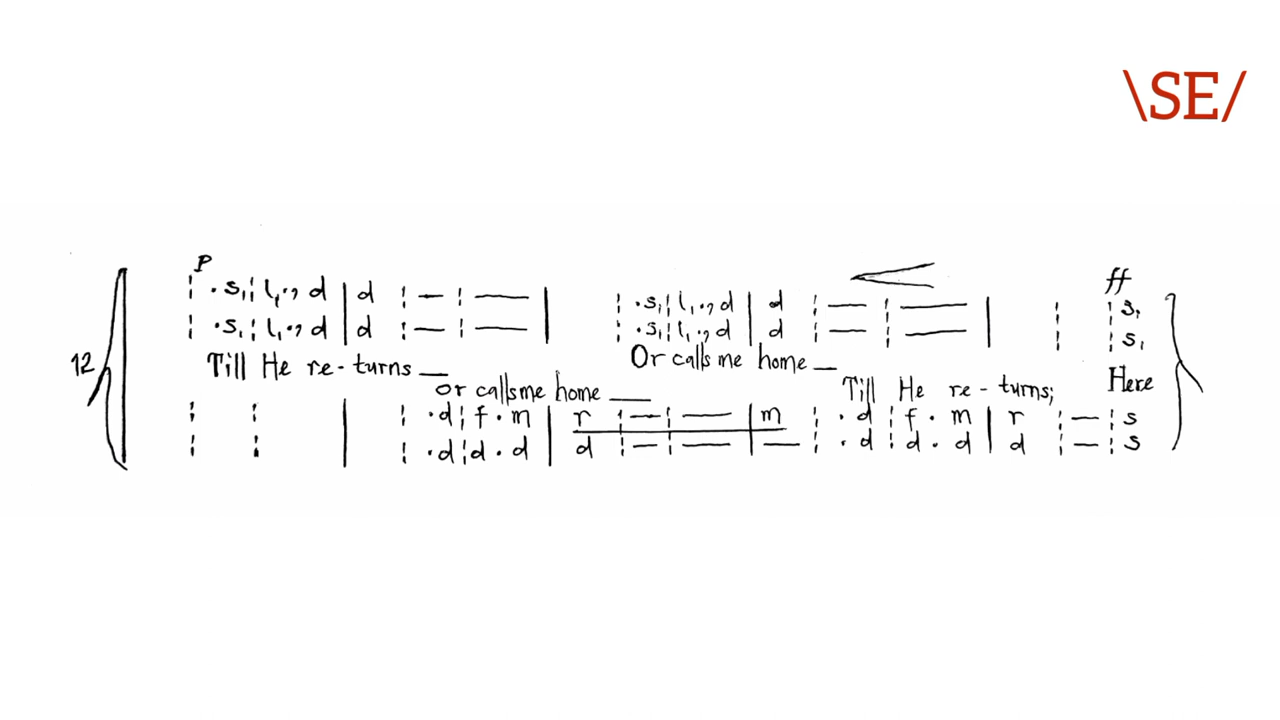 \SE/
P ff
¦ .s₁¦ l₁., d | d ¦— ¦ — | ¦ .s₁¦ l₁., d | d ¦— ¦ — | ¦ ¦ s₁
¦ .s₁¦ l₁., d | d ¦— ¦ — | ¦ .s₁¦ l₁., d | d ¦— ¦ — | ¦ ¦ s₁
12
Till He re-turns — Or calls me home — Here
or calls me home — Till He re-turns;
¦ ¦ | ¦ .d ¦ f . m | r ¦— ¦ — | m ¦ . d ¦ f . m | r ¦— ¦ s
¦ ¦ | ¦ .d ¦ d . d | d ¦— ¦ — | — ¦ . d ¦ d . d | d ¦— ¦ s